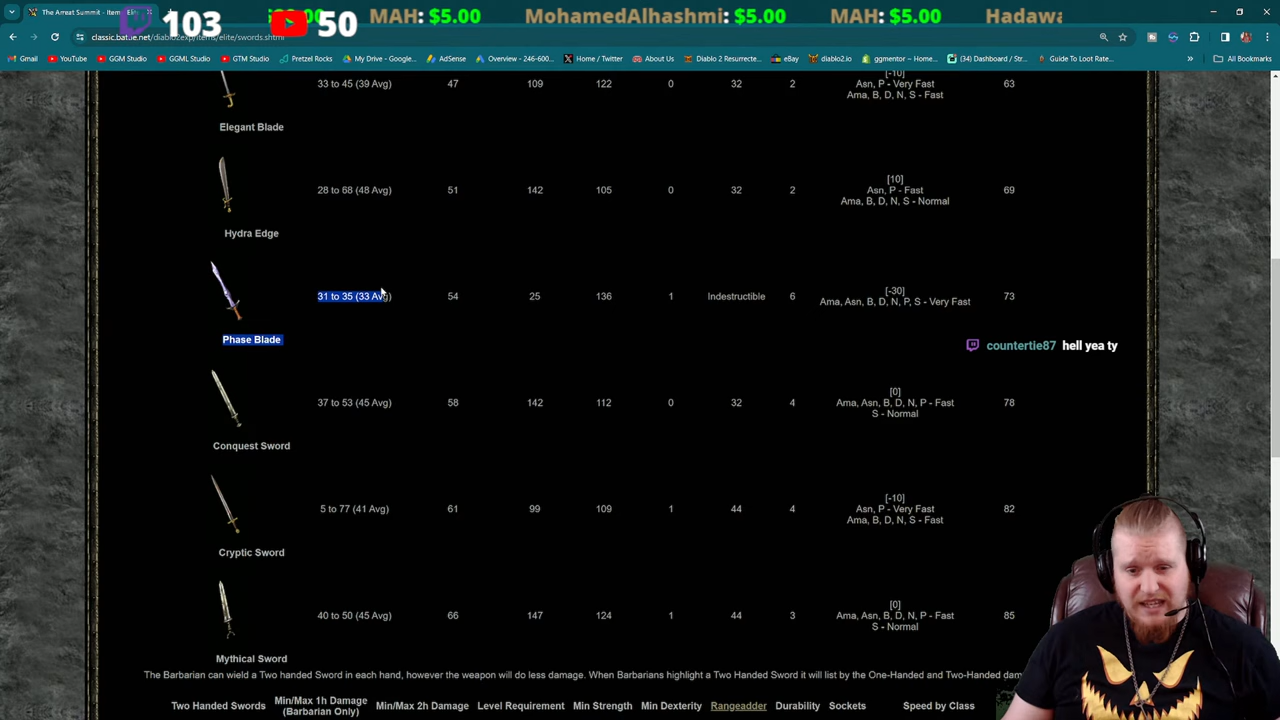 The Arreat Summit - Item
103
50
MAH: $5.00
MohamedAlhashmi: $5.00
MAH: $5.00
Hadawa
classic.battle.net/diablo2exp/items/elite/swords.shtml
Gmail
YouTube
GGM Studio
GGML Studio
GTM Studio
Pretzel Rocks
My Drive - Google...
AdSense
Overview - 246-600...
Home / Twitter
About Us
Diablo 2 Resurrecte...
eBay
diablo2.io
ggmentor – Home...
(34) Dashboard / Str...
Guide To Loot Rate...
All Bookmarks
33 to 45 (39 Avg) 47 109 122 0 32 2 [-10] 63
Asn, P - Very Fast
Ama, B, D, N, S - Fast
Elegant Blade
28 to 68 (48 Avg) 51 142 105 0 32 2 [10] 69
Asn, P - Fast
Ama, B, D, N, S - Normal
Hydra Edge
31 to 35 (33 Avg) 54 25 136 1 Indestructible 6 [-30] 73
Ama, Asn, B, D, N, P, S - Very Fast
Phase Blade
countertie87 hell yea ty
37 to 53 (45 Avg) 58 142 112 0 32 4 [0] 78
Ama, Asn, B, D, N, P - Fast
S - Normal
Conquest Sword
5 to 77 (41 Avg) 61 99 109 1 44 4 [-10] 82
Asn, P - Very Fast
Ama, B, D, N, S - Fast
Cryptic Sword
40 to 50 (45 Avg) 66 147 124 1 44 3 [0] 85
Ama, Asn, B, D, N, P - Fast
S - Normal
Mythical Sword
The Barbarian can wield a Two handed Sword in each hand, however the weapon will do less damage. When Barbarians highlight a Two Handed Sword it will list by the One-Handed and Two-Handed dam
Two Handed Swords
Min/Max 1h Damage
(Barbarian Only)
Min/Max 2h Damage
Level Requirement
Min Strength
Min Dexterity
Rangeadder
Durability
Sockets
Speed by Class